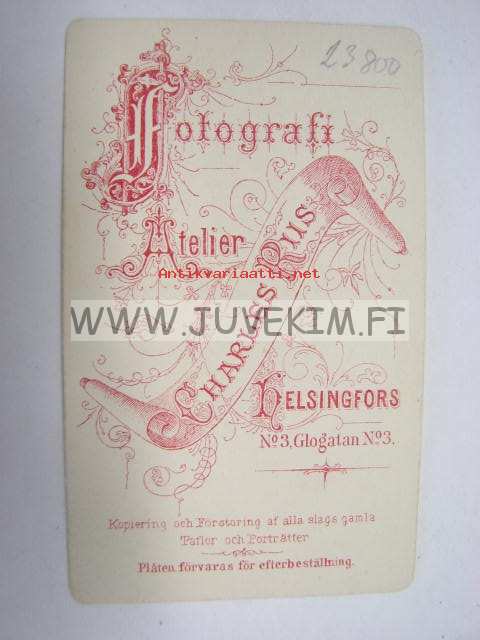 23800
Fotografi
Atelier
Antikvariaatti.net
CHARLES RIIS
WWW.JUVEKIM.FI
HELSINGFORS
No3, Glogatan No3.
Kopiering och Förstoring af alla slags gamla
Taflor och Porträtter
Plåten förvaras för efterbeställning.